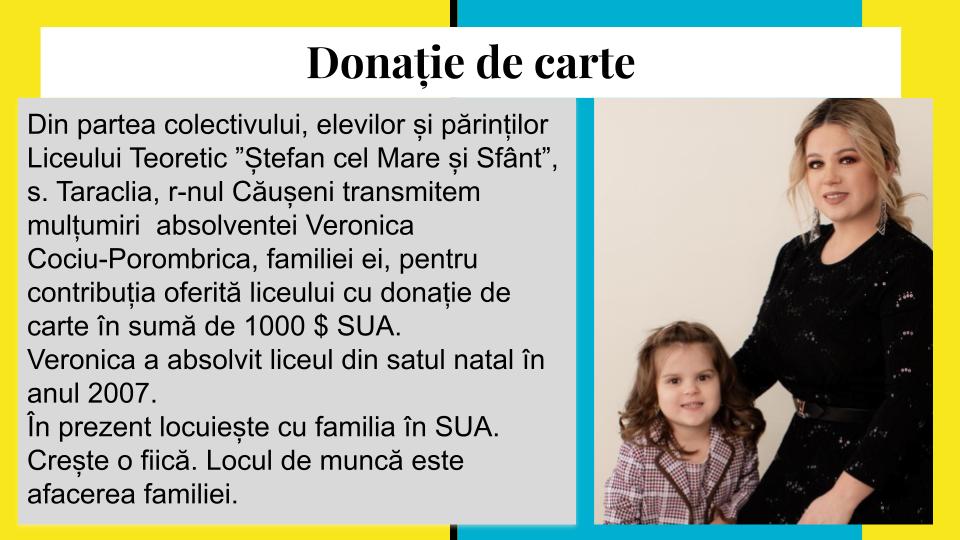 Donație de carte
Din partea colectivului, elevilor și părinților
Liceului Teoretic ”Ștefan cel Mare și Sfânt”,
s. Taraclia, r-nul Căușeni transmitem
mulțumiri  absolventei Veronica
Cociu-Porombrica, familiei ei, pentru
contribuția oferită liceului cu donație de
carte în sumă de 1000 $ SUA.
Veronica a absolvit liceul din satul natal în
anul 2007.
În prezent locuiește cu familia în SUA.
Crește o fiică. Locul de muncă este
afacerea familiei.